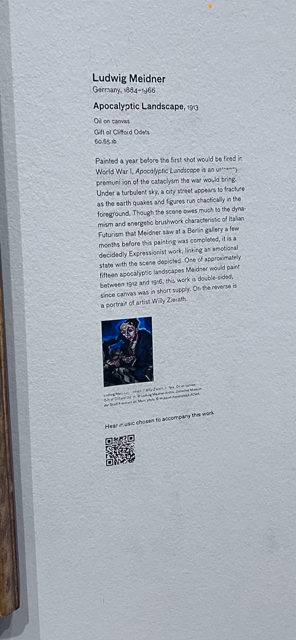 Ludwig Meidner
Germany, 1884–1966
Apocalyptic Landscape, 1913
Oil on canvas
Gift of Clifford Odets
60.65.1b
Painted a year before the first shot would be fired in
World War I, Apocalyptic Landscape is an
premonition of the cataclysm the war would bring.
Under a turbulent sky, a city street appears to fracture
as the earth quakes and figures run chaotically in the
foreground. Though the scene owes much to the dyna-
mism and energetic brushwork characteristic of Italian
Futurism that Meidner saw at a Berlin gallery a few
months before this painting was completed, it is a
decidedly Expressionist work, linking an emotional
state with the scene depicted. One of approximately
fifteen apocalyptic landscapes Meidner would paint
between 1912 and 1916, this work is double-sided,
since canvas was in short supply. On the reverse is
a portrait of artist Willy Zierath.
Hear music chosen to accompany this work